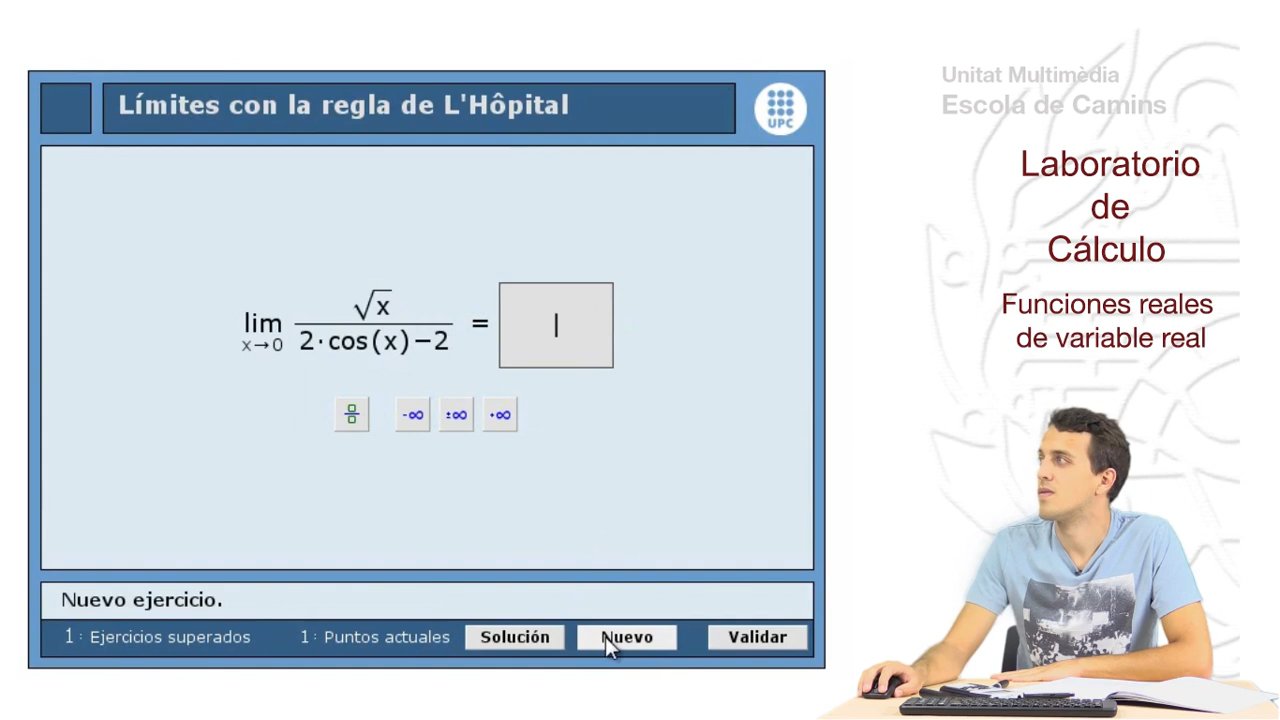 Límites con la regla de L'Hôpital
UPC
lim x→0 √x / 2·cos(x)−2 =
-∞ ±∞ +∞
Nuevo ejercicio.
1: Ejercicios superados 1: Puntos actuales Solución Nuevo Validar
Unitat Multimèdia
Escola de Camins
Laboratorio
de
Cálculo
Funciones reales
de variable real